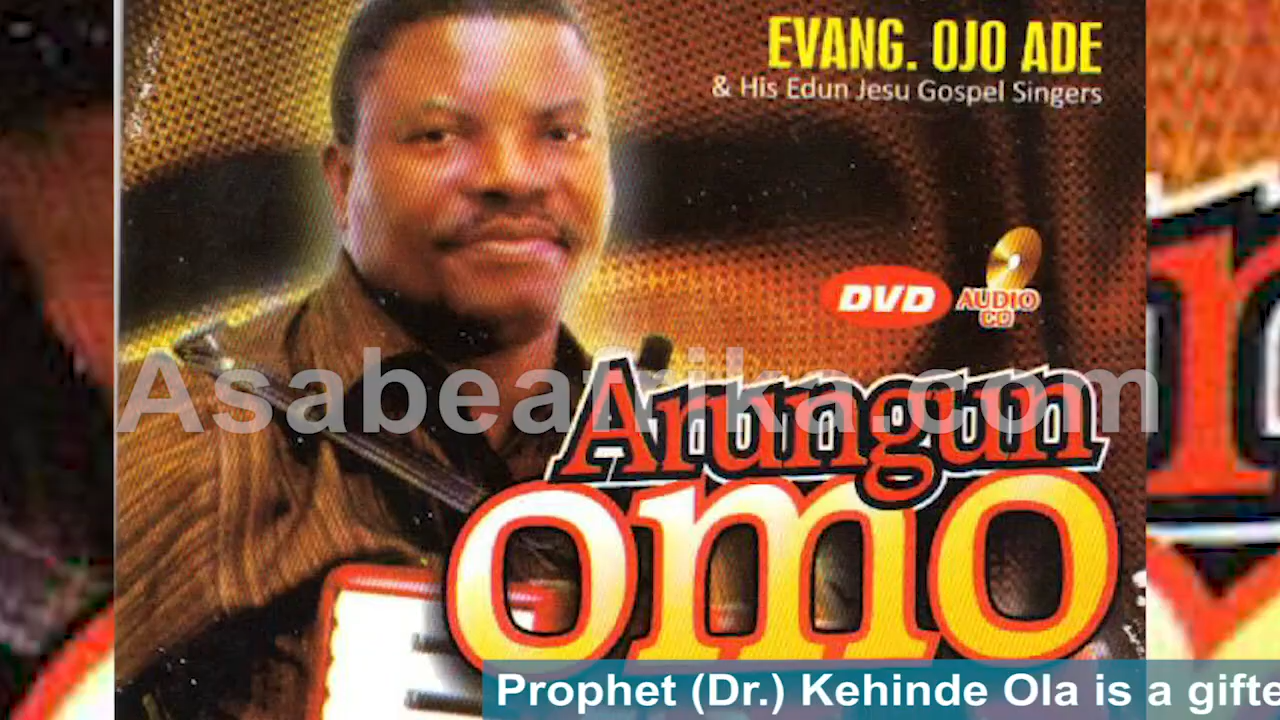 EVANG. OJO ADE
& His Edun Jesu Gospel Singers
DVD
AUDIO
CD
Asabeafrika.com
Arungun
omo
Prophet (Dr.) Kehinde Ola is a gifte